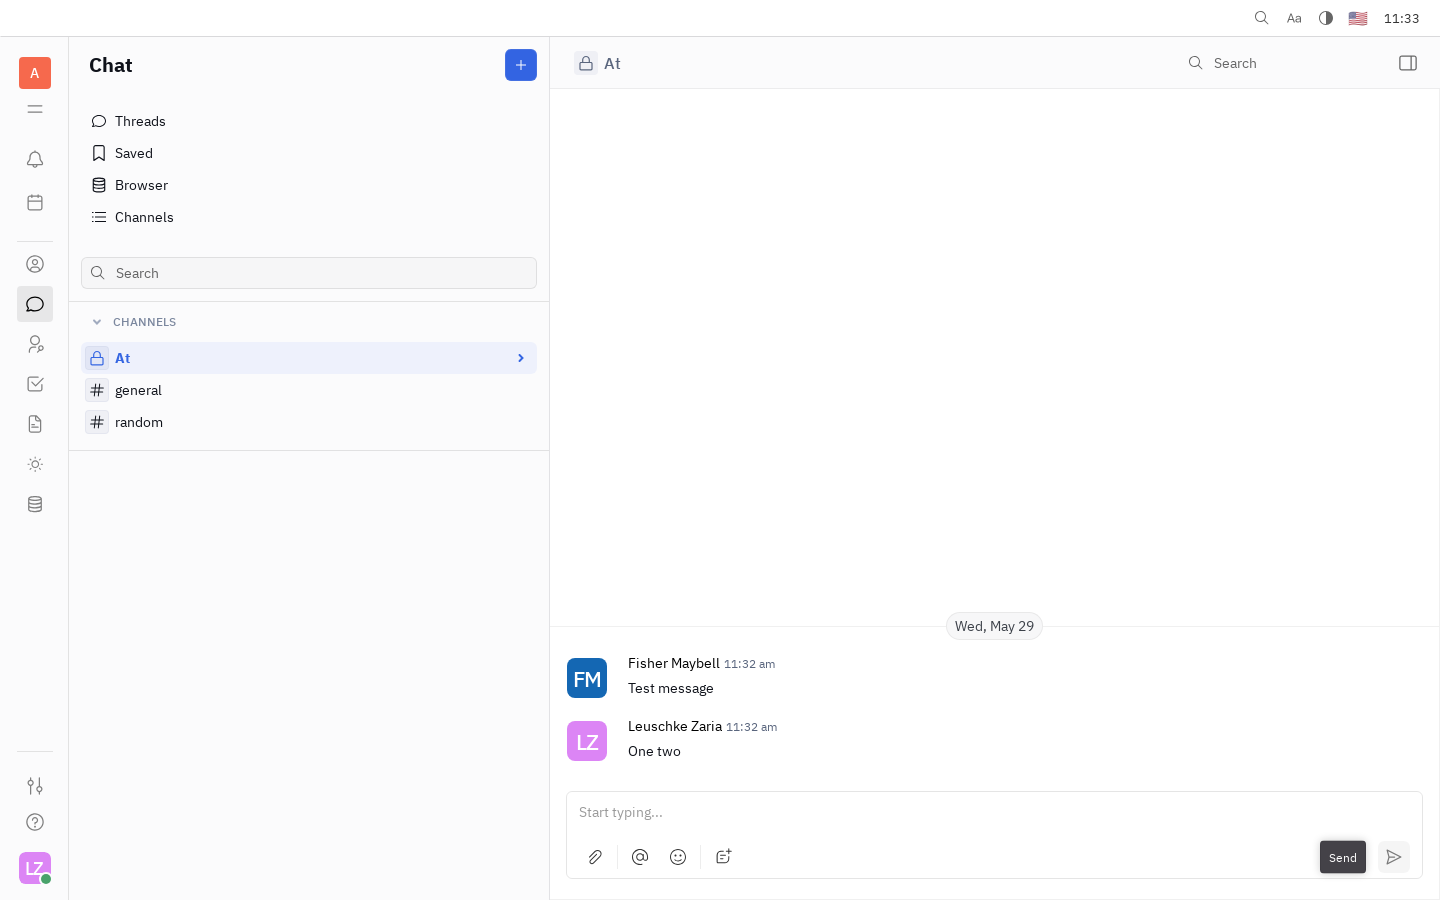 Aa
11:33
A
Chat
Threads
Saved
Browser
Channels
Search
CHANNELS
At
general
random
LZ
At
Search
Wed, May 29
FM
Fisher Maybell 11:32 am
Test message
LZ
Leuschke Zaria 11:32 am
One two
Start typing...
Send